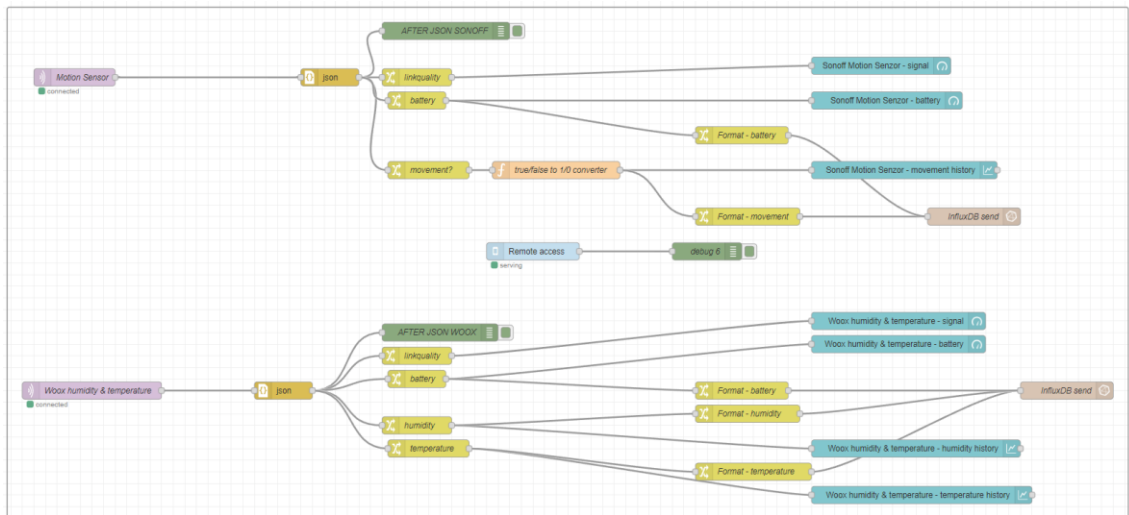 AFTER JSON SONOFF
Motion Sensor
connected
json
linkquality
Sonoff Motion Senzor - signal
battery
Sonoff Motion Senzor - battery
Format - battery
movement?
true/false to 1/0 converter
Sonoff Motion Senzor - movement history
Format - movement
InfluxDB send
Remote access
serving
debug 6
Woox humidity & temperature - signal
AFTER JSON WOOX
Woox humidity & temperature - battery
linkquality
battery
Woox humidity & temperature
connected
json
Format - battery
InfluxDB send
Format - humidity
humidity
temperature
Woox humidity & temperature - humidity history
Format - temperature
Woox humidity & temperature - temperature history